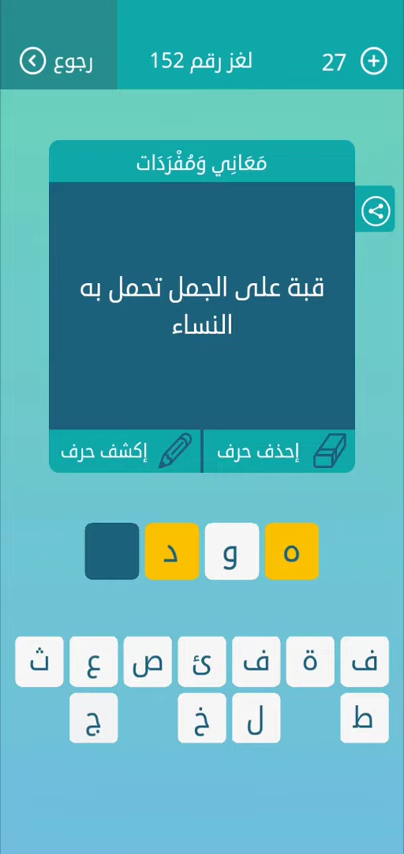 27 لغز رقم 152 رجوع
مَعَانِي وَمُفْرَدَات
قبة على الجمل تحمل به
النساء
إحذف حرف إكشف حرف
ه و د
ف ة ف ئ ص ع ث
ط ل خ ج